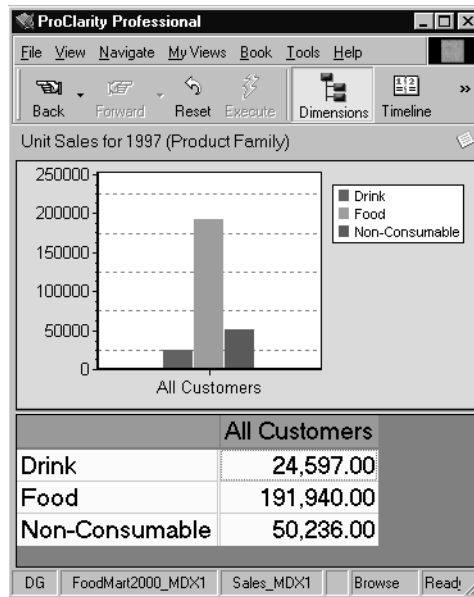 ProClarity Professional
File View Navigate My Views Book Tools Help
Back Forward Reset Execute Dimensions Timeline »
Unit Sales for 1997 (Product Family)
250000
200000
150000
100000
50000
0
All Customers
Drink
Food
Non-Consumable
All Customers
Drink 24,597.00
Food 191,940.00
Non-Consumable 50,236.00
DG FoodMart2000_MDX1 Sales_MDX1 Browse Ready